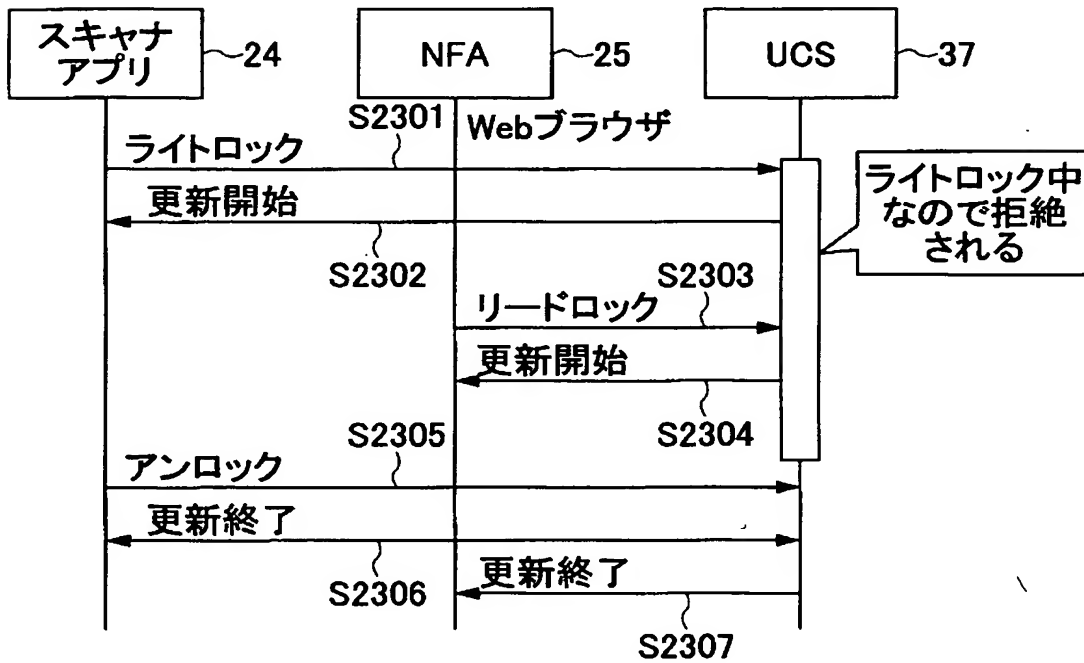 スキャナ
アプリ
24
NFA
25
UCS
37
S2301
Webブラウザ
ライトロック
更新開始
S2302
ライトロック中
なので拒絶
される
S2303
リードロック
更新開始
S2304
S2305
アンロック
更新終了
S2306
更新終了
S2307